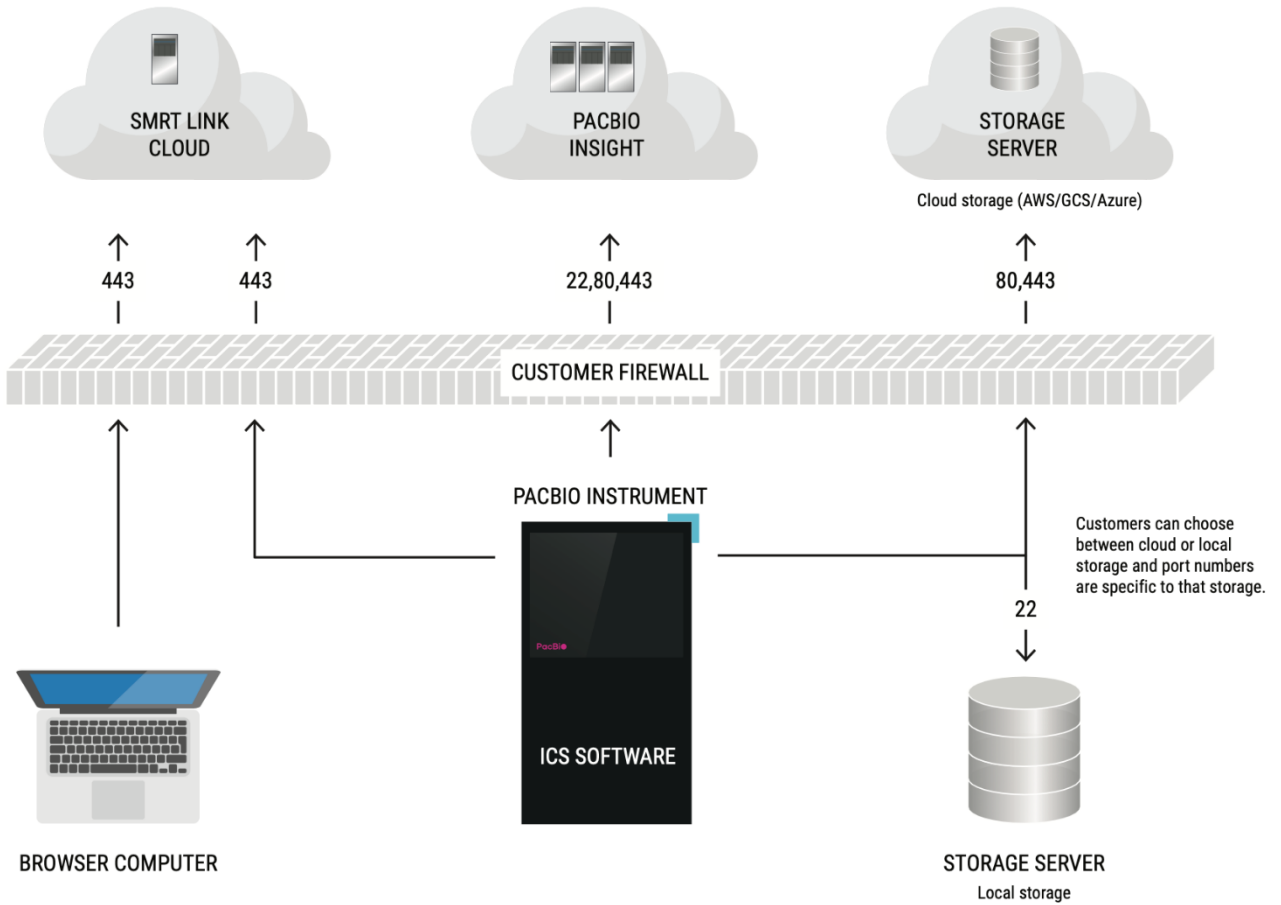 SMRT LINK
CLOUD
PACBIO
INSIGHT
STORAGE
SERVER
Cloud storage (AWS/GCS/Azure)
443
443
22,80,443
80,443
CUSTOMER FIREWALL
PACBIO INSTRUMENT
Customers can choose
between cloud or local
storage and port numbers
are specific to that storage.
22
PacBio
ICS SOFTWARE
BROWSER COMPUTER
STORAGE SERVER
Local storage